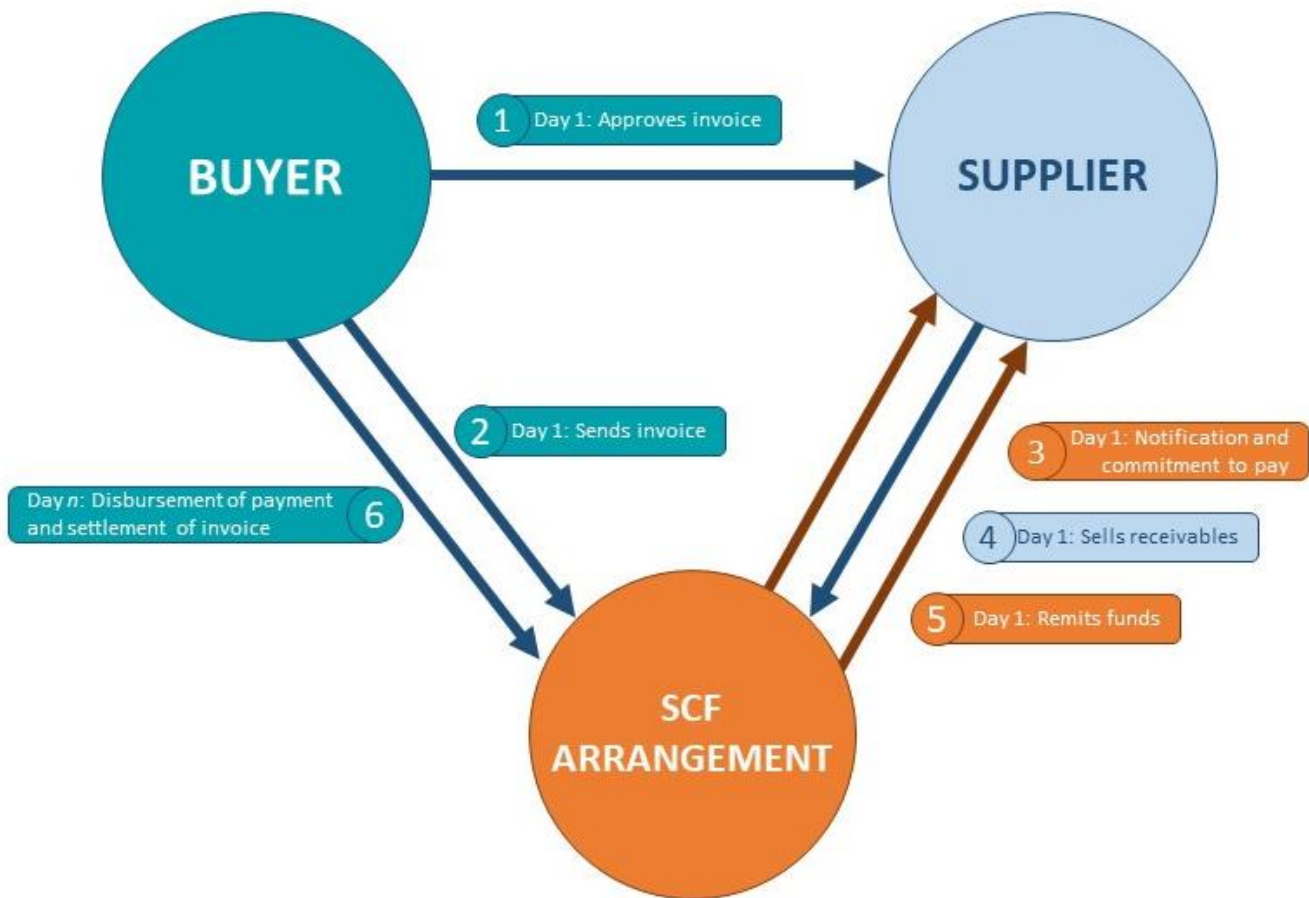 BUYER
SUPPLIER
1 Day 1: Approves invoice
2 Day 1: Sends invoice
3 Day 1: Notification and
commitment to pay
4 Day 1: Sells receivables
5 Day 1: Remits funds
Day n: Disbursement of payment
and settlement of invoice 6
SCF
ARRANGEMENT